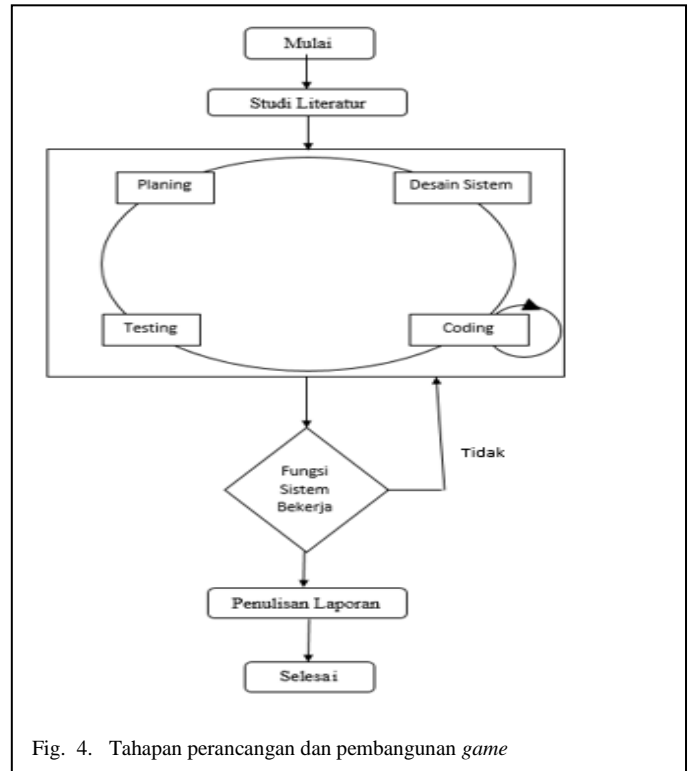 Mulai
Studi Literatur
Planing
Desain Sistem
Testing
Coding
Tidak
Fungsi
Sistem
Bekerja
Penulisan Laporan
Selesai
Fig. 4. Tahapan perancangan dan pembangunan game